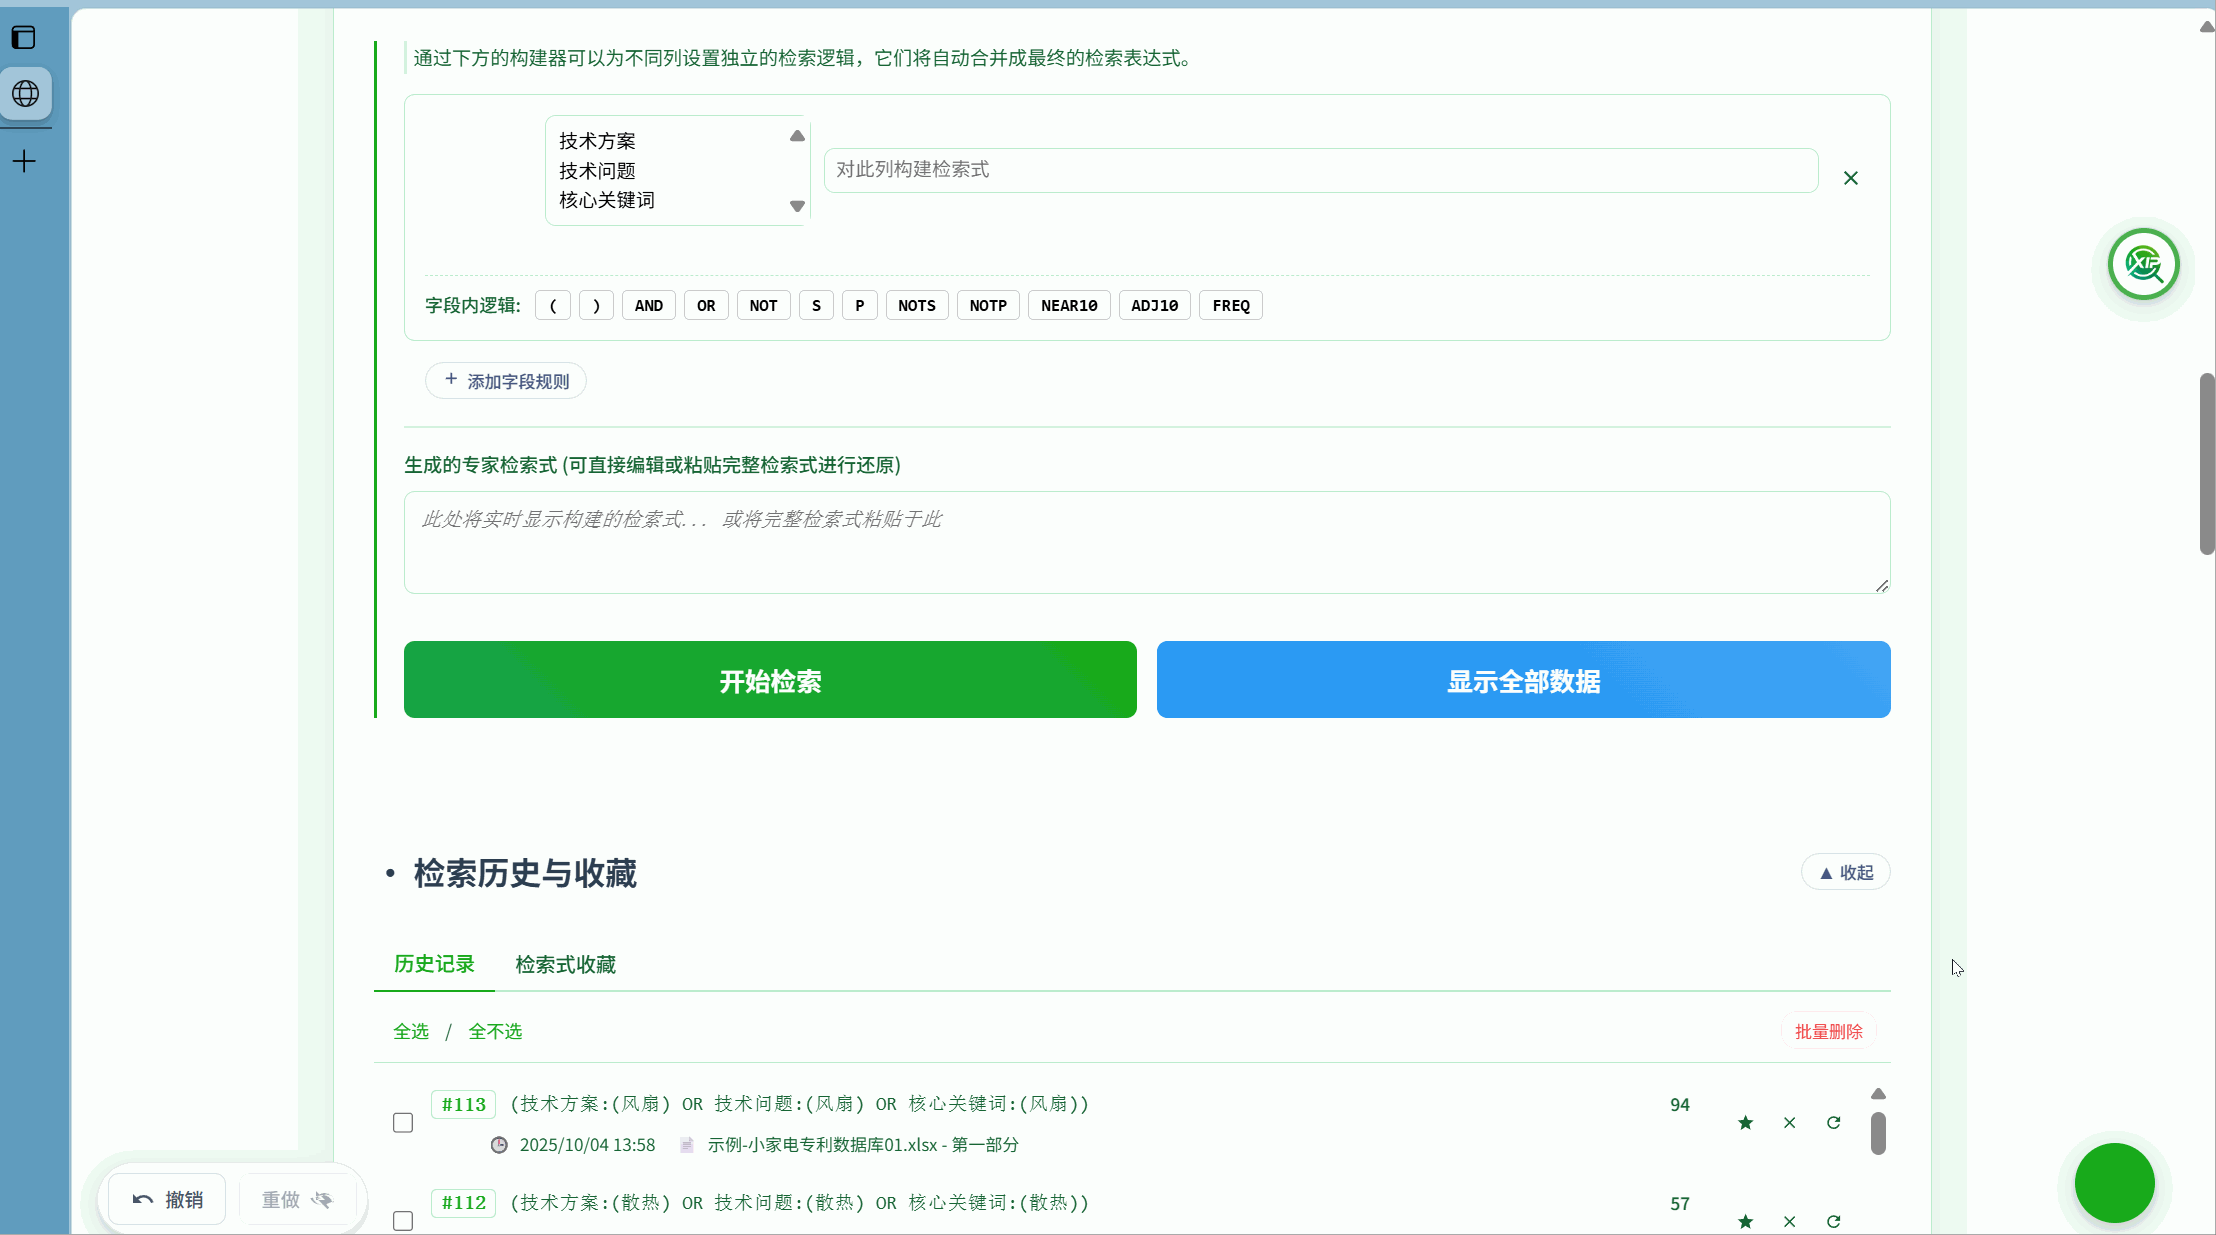 通过下方的构建器可以为不同列设置独立的检索逻辑，它们将自动合并成最终的检索表达式。
技术方案
技术问题
核心关键词
对此列构建检索式
字段内逻辑: ( ) AND OR NOT S P NOTS NOTP NEAR10 ADJ10 FREQ
+ 添加字段规则
生成的专家检索式 (可直接编辑或粘贴完整检索式进行还原)
此处将实时显示构建的检索式... 或将完整检索式粘贴于此
开始检索 显示全部数据
• 检索历史与收藏
▲ 收起
历史记录 检索式收藏
全选 / 全不选 批量删除
#113 (技术方案:(风扇) OR 技术问题:(风扇) OR 核心关键词:(风扇)) 94
2025/10/04 13:58 示例-小家电专利数据库01.xlsx - 第一部分
#112 (技术方案:(散热) OR 技术问题:(散热) OR 核心关键词:(散热)) 57
撤销 重做
XIP